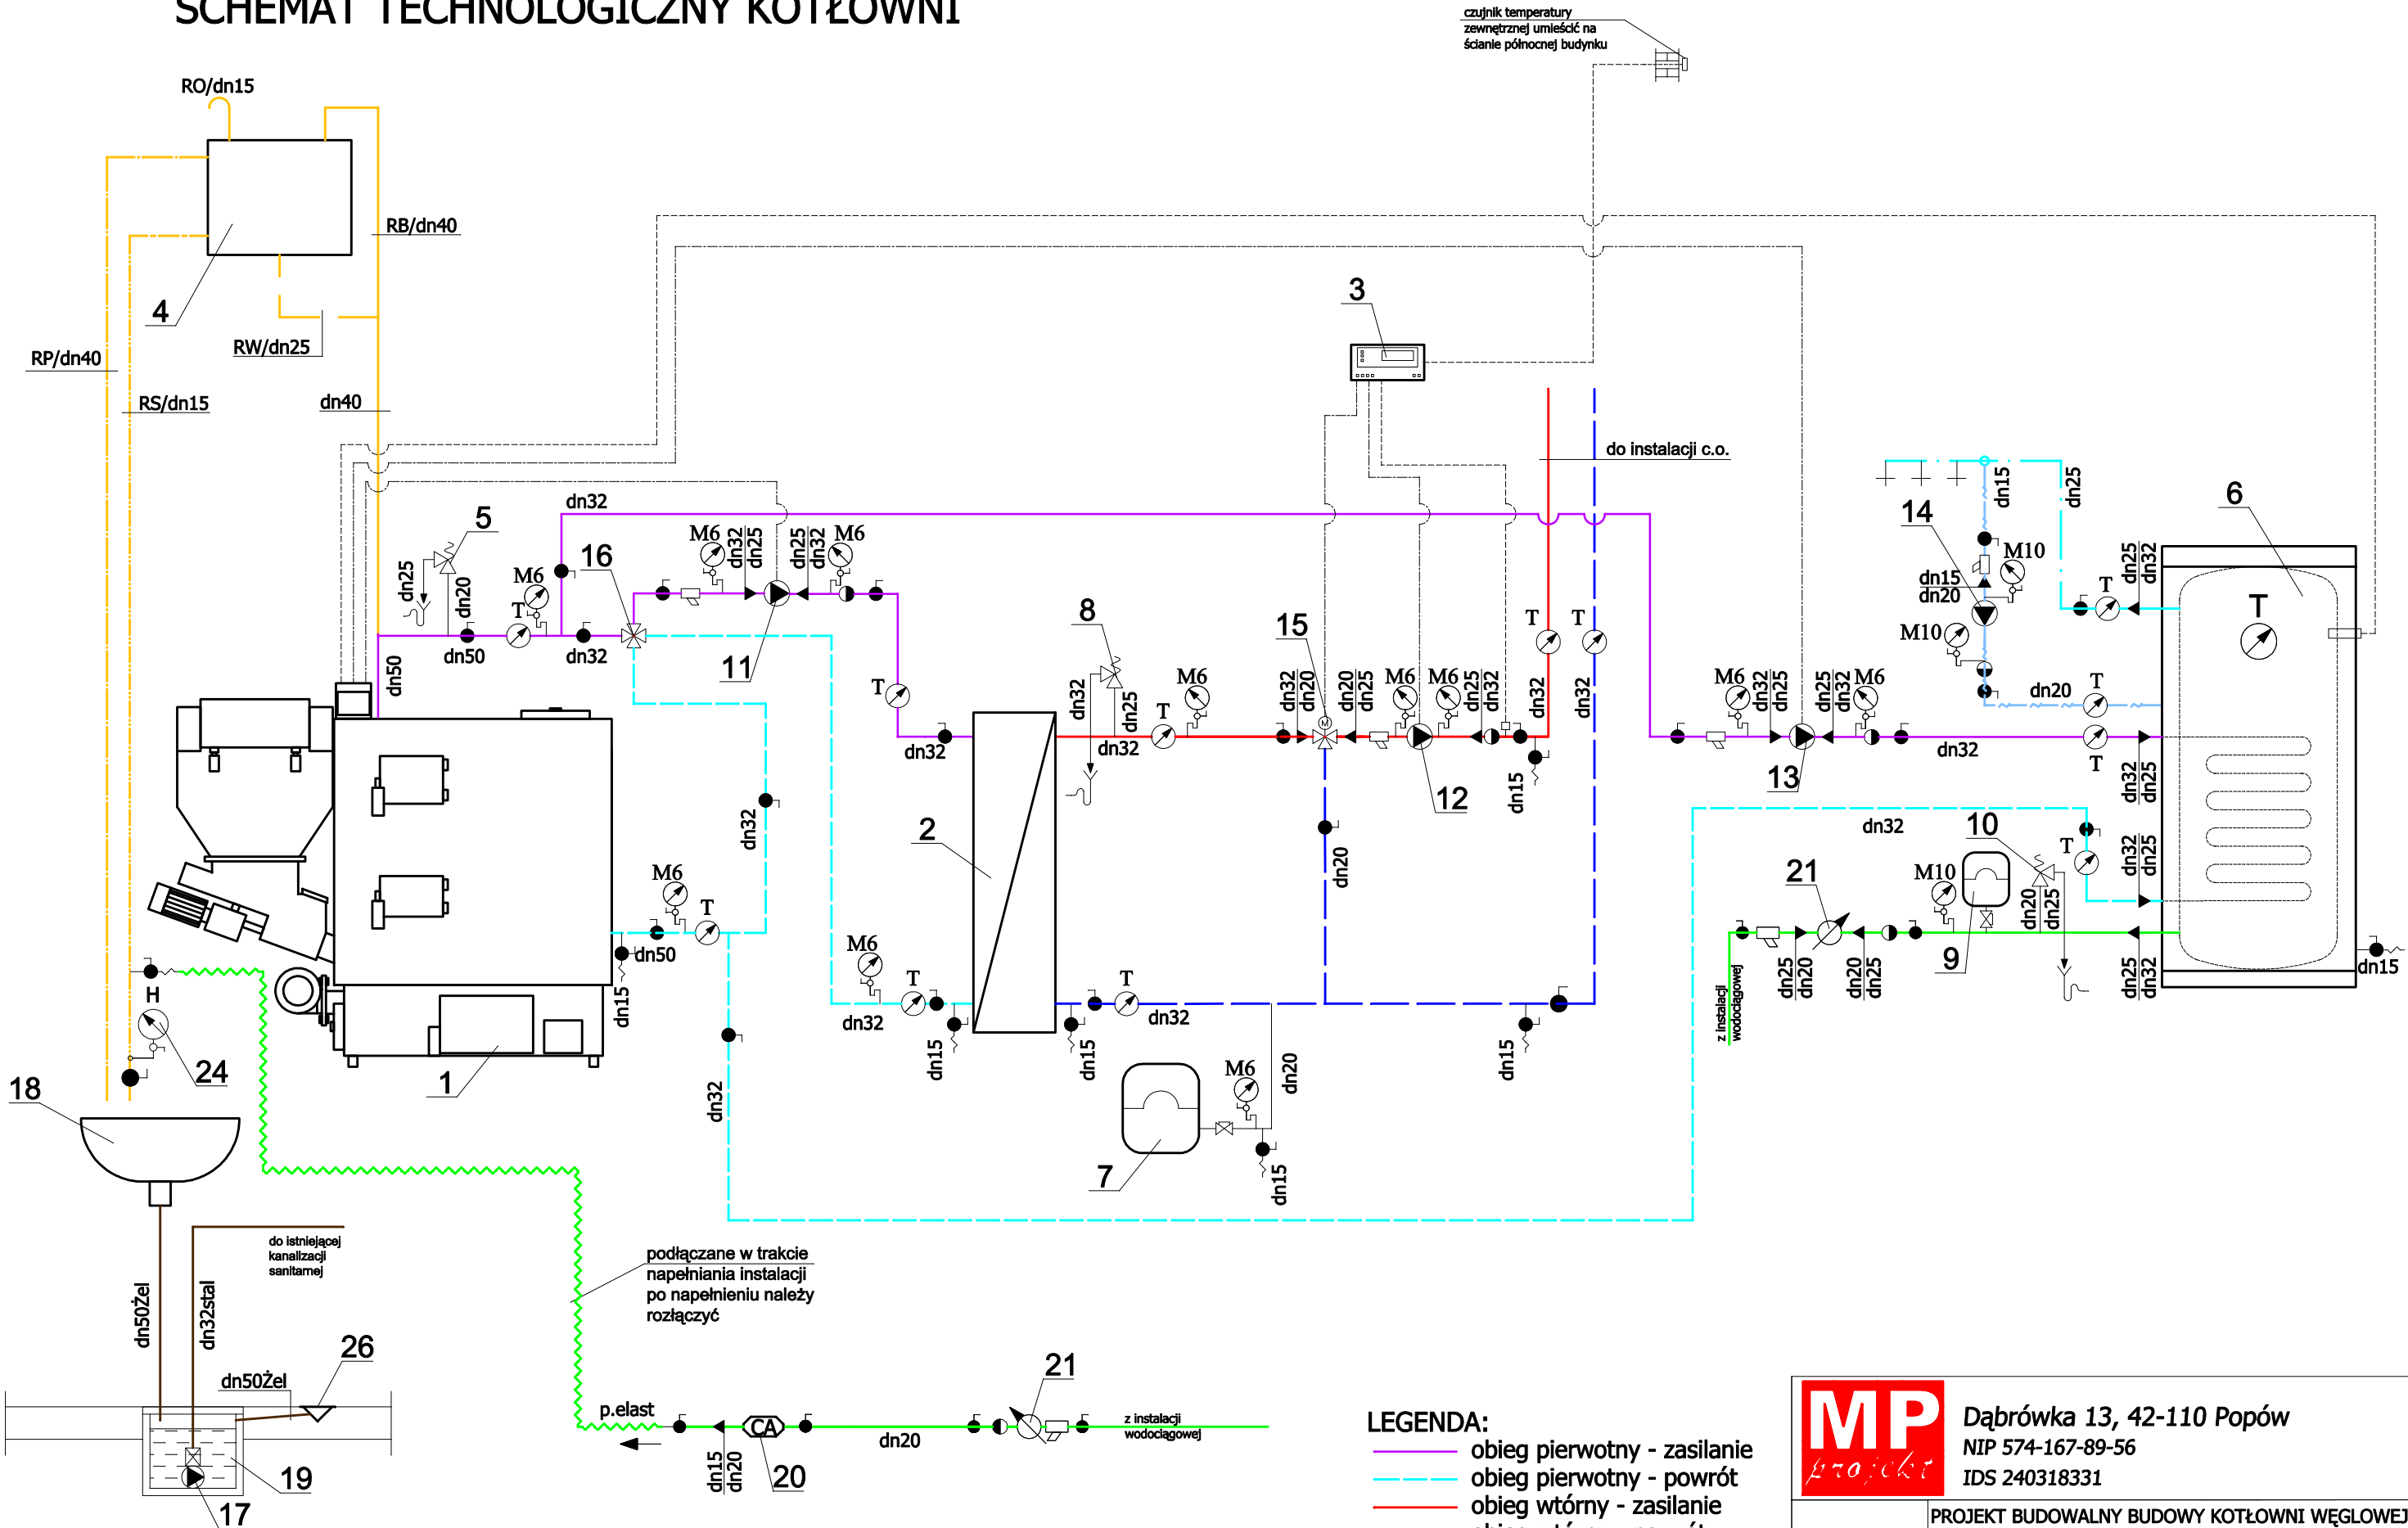 SCHEMAT TECHNOLOGICZNY KOTŁOWNI
czujnik temperatury
zewnętrznej umieścić na
ścianie północnej budynku
RO/dn15
RB/dn40
4
RW/dn25
RP/dn40
RS/dn15
dn40
3
do instalacji c.o.
dn32
5
16
M6
dn32
dn25
dn25
dn32
M6
dn25
dn20
M6
T
dn50
dn32
dn50
11
T
dn32
8
dn32
dn25
T
dn32
M6
15
dn32
dn20
M
dn20
dn25
M6
M6
dn25
dn32
12
dn15
T
dn32
T
dn32
M6
dn32
dn25
dn25
dn32
M6
13
dn32
T
dn32
dn25
14
dn15
dn25
M10
dn15
dn20
M10
dn20
T
T
dn25
dn32
6
T
2
dn32
M6
T
dn50
dn15
dn32
M6
T
dn32
dn15
T
dn32
dn15
dn20
dn15
dn20
M6
dn15
7
dn32
T
dn32
dn25
10
dn20
dn25
M10
9
21
dn25
dn20
dn20
dn25
dn25
dn32
dn15
z instalacji
wodociągowej
H
24
1
18
do istniejącej
kanalizacji
sanitarnej
dn50Żel
dn32stal
podłączane w trakcie
napełniania instalacji
po napełnieniu należy
rozłączyć
26
dn50Żel
19
17
p.elast
dn15
dn20
CA
20
dn20
21
z instalacji
wodociągowej
LEGENDA:
obieg pierwotny - zasilanie
obieg pierwotny - powrót
obieg wtórny - zasilanie
obieg wtórny - powrót
MP
projekt
Dąbrówka 13, 42-110 Popów
NIP 574-167-89-56
IDS 240318331
PROJEKT BUDOWALNY BUDOWY KOTŁOWNI WĘGLOWEJ